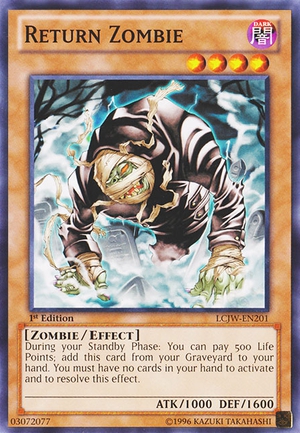 Return Zombie
DARK
闇
1st Edition
LCJW-EN201
[Zombie/Effect]
During your Standby Phase: You can pay 500 Life
Points; add this card from your Graveyard to your
hand. You must have no cards in your hand to activate
and to resolve this effect.
ATK/1000 DEF/1600
03072077
©1996 KAZUKI TAKAHASHI